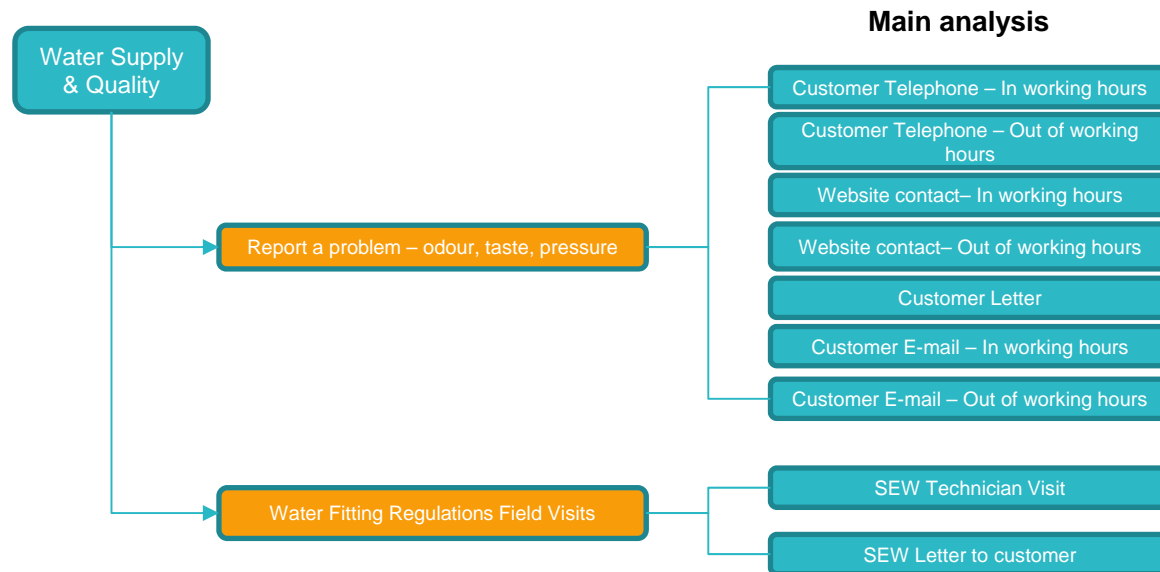 Main analysis
Water Supply
& Quality
Customer Telephone – In working hours
Customer Telephone – Out of working
hours
Website contact– In working hours
Report a problem – odour, taste, pressure
Website contact– Out of working hours
Customer Letter
Customer E-mail – In working hours
Customer E-mail – Out of working hours
Water Fitting Regulations Field Visits
SEW Technician Visit
SEW Letter to customer